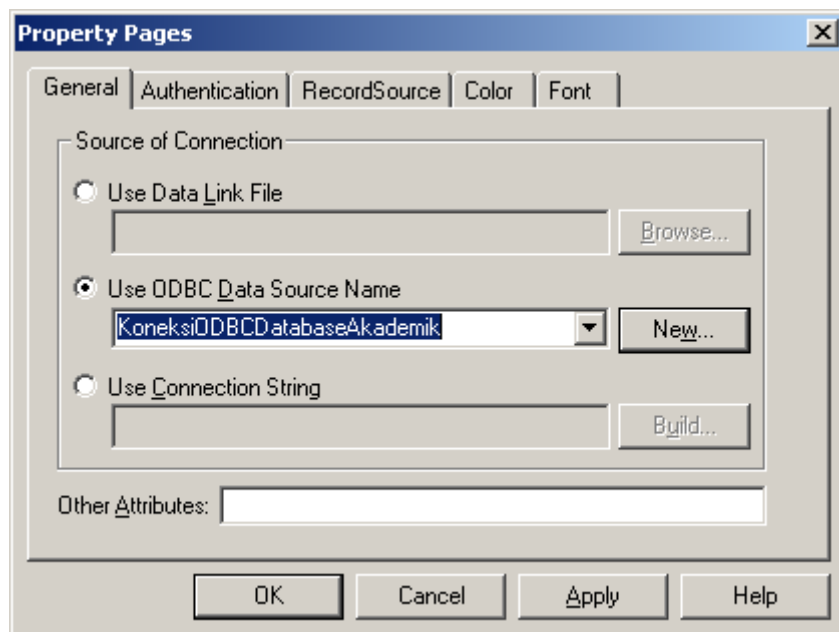 Property Pages
General Authentication RecordSource Color Font
Source of Connection
Use Data Link File
Browse...
Use ODBC Data Source Name
KoneksiODBCDatabaseAkademik New...
Use Connection String
Build...
Other Attributes:
OK Cancel Apply Help